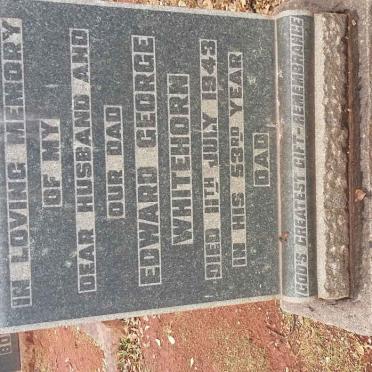 IN LOVING MEMORY
OF MY
DEAR HUSBAND AND
OUR DAD
EDWARD GEORGE
WHITEHORN
DIED 11TH JULY 1943
IN HIS 53RD YEAR
DAD
GOD'S GREATEST GIFT-REMEMBRANCE